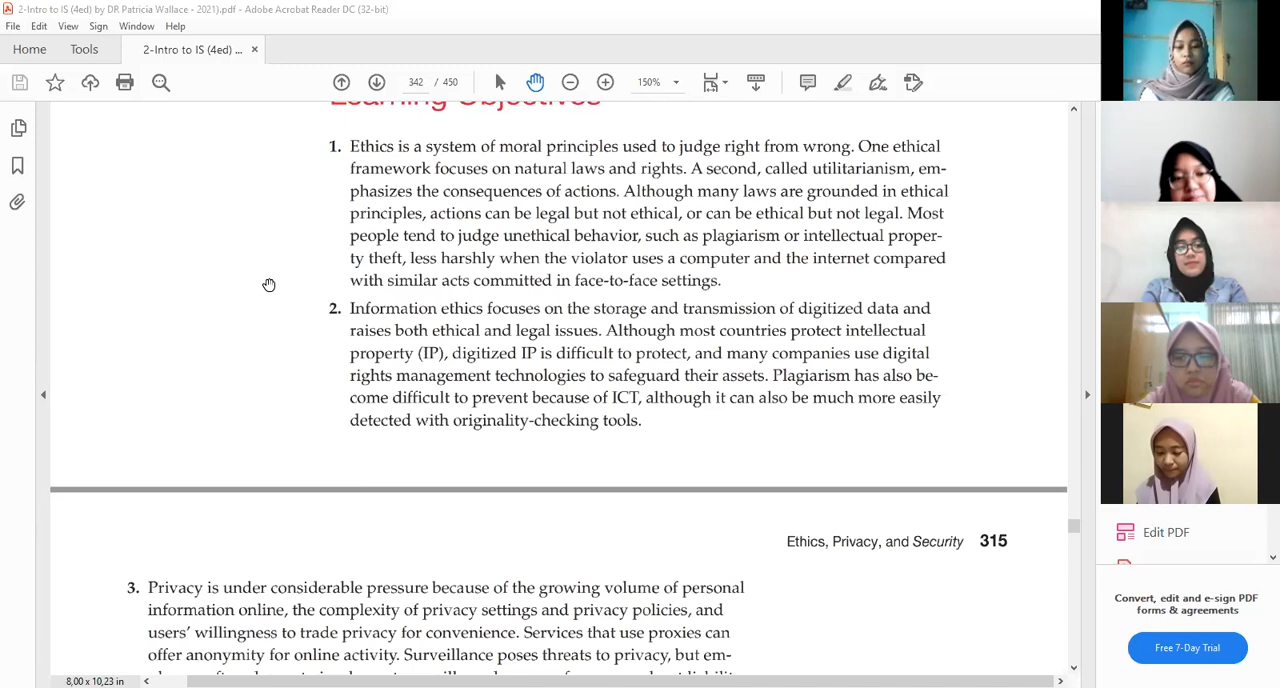 2-Intro to IS (4ed) by DR Patricia Wallace - 2021).pdf - Adobe Acrobat Reader DC (32-bit)
File Edit View Sign Window Help
Home Tools 2-Intro to IS (4ed) ... ×
342 / 450 150%
Learning Objectives
1. Ethics is a system of moral principles used to judge right from wrong. One ethical
framework focuses on natural laws and rights. A second, called utilitarianism, em-
phasizes the consequences of actions. Although many laws are grounded in ethical
principles, actions can be legal but not ethical, or can be ethical but not legal. Most
people tend to judge unethical behavior, such as plagiarism or intellectual proper-
ty theft, less harshly when the violator uses a computer and the internet compared
with similar acts committed in face-to-face settings.
2. Information ethics focuses on the storage and transmission of digitized data and
raises both ethical and legal issues. Although most countries protect intellectual
property (IP), digitized IP is difficult to protect, and many companies use digital
rights management technologies to safeguard their assets. Plagiarism has also be-
come difficult to prevent because of ICT, although it can also be much more easily
detected with originality-checking tools.
Ethics, Privacy, and Security 315
3. Privacy is under considerable pressure because of the growing volume of personal
information online, the complexity of privacy settings and privacy policies, and
users' willingness to trade privacy for convenience. Services that use proxies can
offer anonymity for online activity. Surveillance poses threats to privacy, but em-
8,00 x 10,23 in
Edit PDF
Convert, edit and e-sign PDF
forms & agreements
Free 7-Day Trial